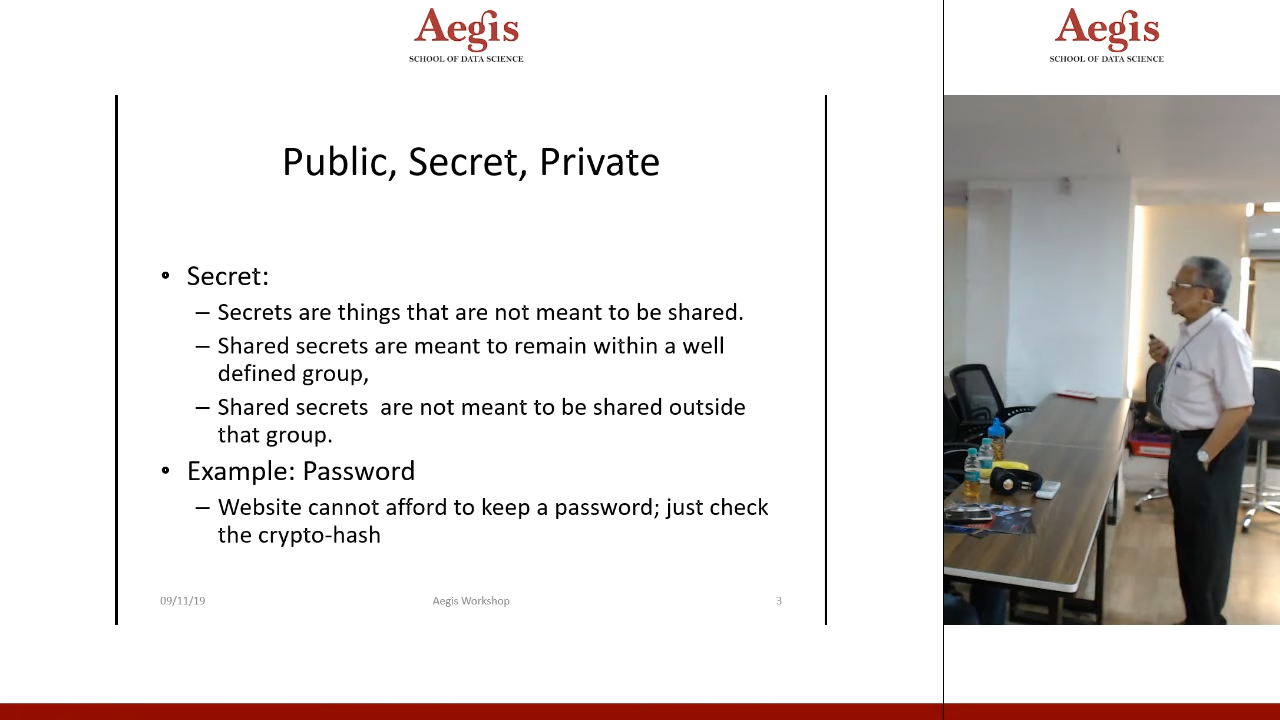 Aegis
SCHOOL OF DATA SCIENCE
Aegis
SCHOOL OF DATA SCIENCE
Public, Secret, Private
• Secret:
– Secrets are things that are not meant to be shared.
– Shared secrets are meant to remain within a well
defined group,
– Shared secrets  are not meant to be shared outside
that group.
• Example: Password
– Website cannot afford to keep a password; just check
the crypto-hash
09/11/19
Aegis Workshop
3